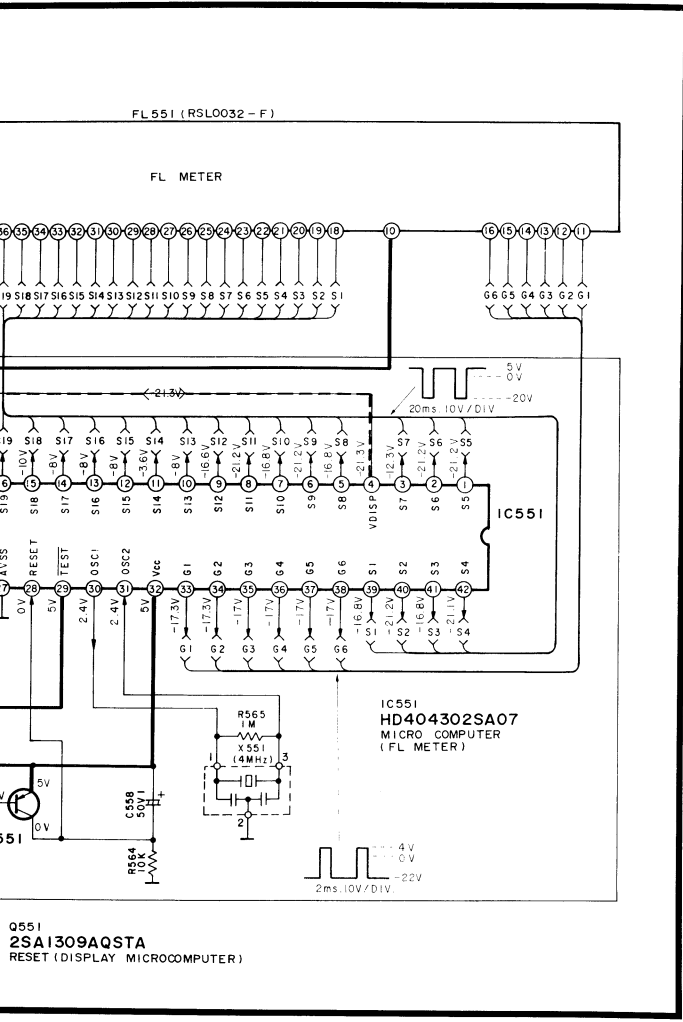 FL551 (RSL0032-F)
FL METER
36 35 34 33 32 31 30 29 28 27 26 25 24 23 22 21 20 19 18 10 16 15 14 13 12 11
19 S18 S17 S16 S15 S14 S13 S12 S11 S10 S9 S8 S7 S6 S5 S4 S3 S2 S1 G6 G5 G4 G3 G2 G1
5V
0V
-20V
20ms.10V/DIV
-21.3V
S19 S18 S17 S16 S15 S14 S13 S12 S11 S10 S9 S8 S7 S6 S5
-10V -8V -8V -8V -3.6V -8V -16.6V -21.2V -16.8V -21.2V -16.8V -21.3V -12.3V -21.2V -21.2V
6 15 14 13 12 11 10 9 8 7 6 5 4 3 2 1
S19 S18 S17 S16 S15 S14 S13 S12 S11 S10 S9 S8 VDISP S7 S6 S5
IC551
AVSS RESET TEST OSC1 OSC2 Vcc G1 G2 G3 G4 G5 G6 S1 S2 S3 S4
27 28 29 30 31 32 33 34 35 36 37 38 39 40 41 42
0V 5V 2.4V 2.4V 5V -17.3V -17.3V -17V -17V -17V -17V -16.8V -21.2V -16.8V -21.1V
S1 S2 S3 S4
G1 G2 G3 G4 G5 G6
IC551
HD404302SA07
MICRO COMPUTER
(FL METER)
R565
1M
X551
(4MHz)
1 3
2
5V
V
0V
551
C558
50V1
+
R564
10K
4V
0V
-22V
2ms.10V/DIV.
Q551
2SA1309AQSTA
RESET (DISPLAY MICROCOMPUTER)